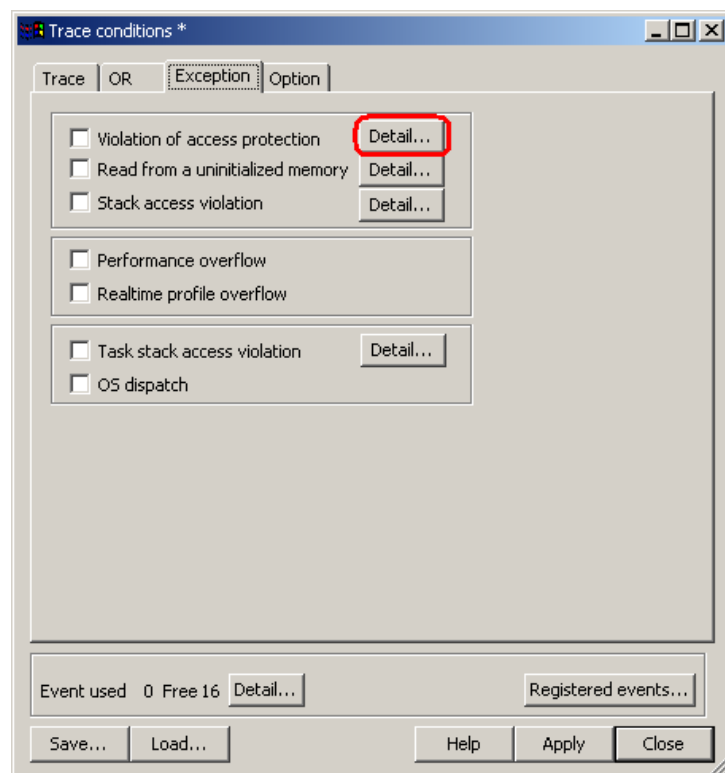 Trace conditions *
Trace OR Exception Option
Violation of access protection Detail...
Read from a uninitialized memory Detail...
Stack access violation Detail...
Performance overflow
Realtime profile overflow
Task stack access violation Detail...
OS dispatch
Event used 0 Free 16 Detail... Registered events...
Save... Load... Help Apply Close